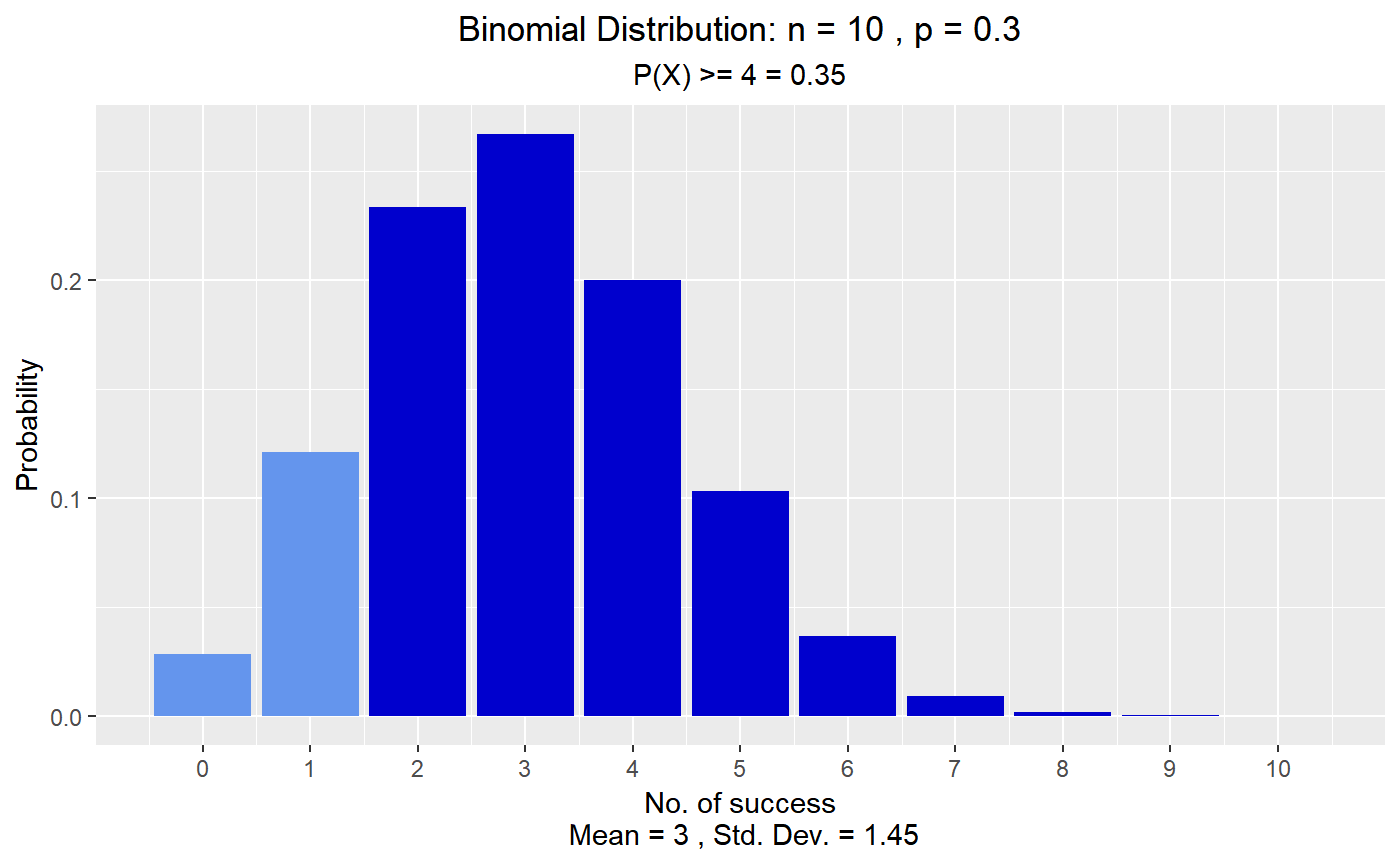 Binomial Distribution: n = 10 , p = 0.3
P(X) >= 4 = 0.35
Probability
0.2
0.1
0.0
0 1 2 3 4 5 6 7 8 9 10
No. of success
Mean = 3 , Std. Dev. = 1.45